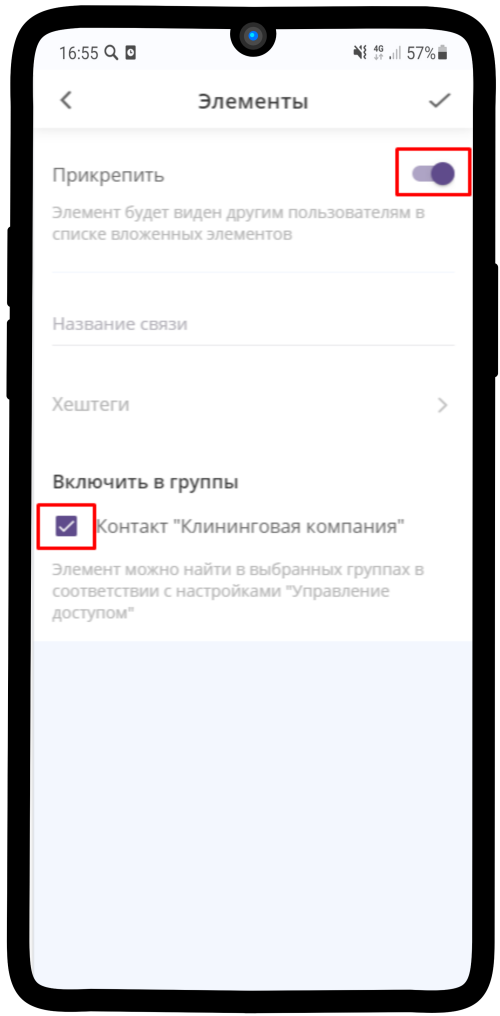 16:55 4G 57%
Элементы
Прикрепить
Элемент будет виден другим пользователям в
списке вложенных элементов
Название связи
Хештеги
Включить в группы
Контакт "Клининговая компания"
Элемент можно найти в выбранных группах в
соответствии с настройками "Управление
доступом"